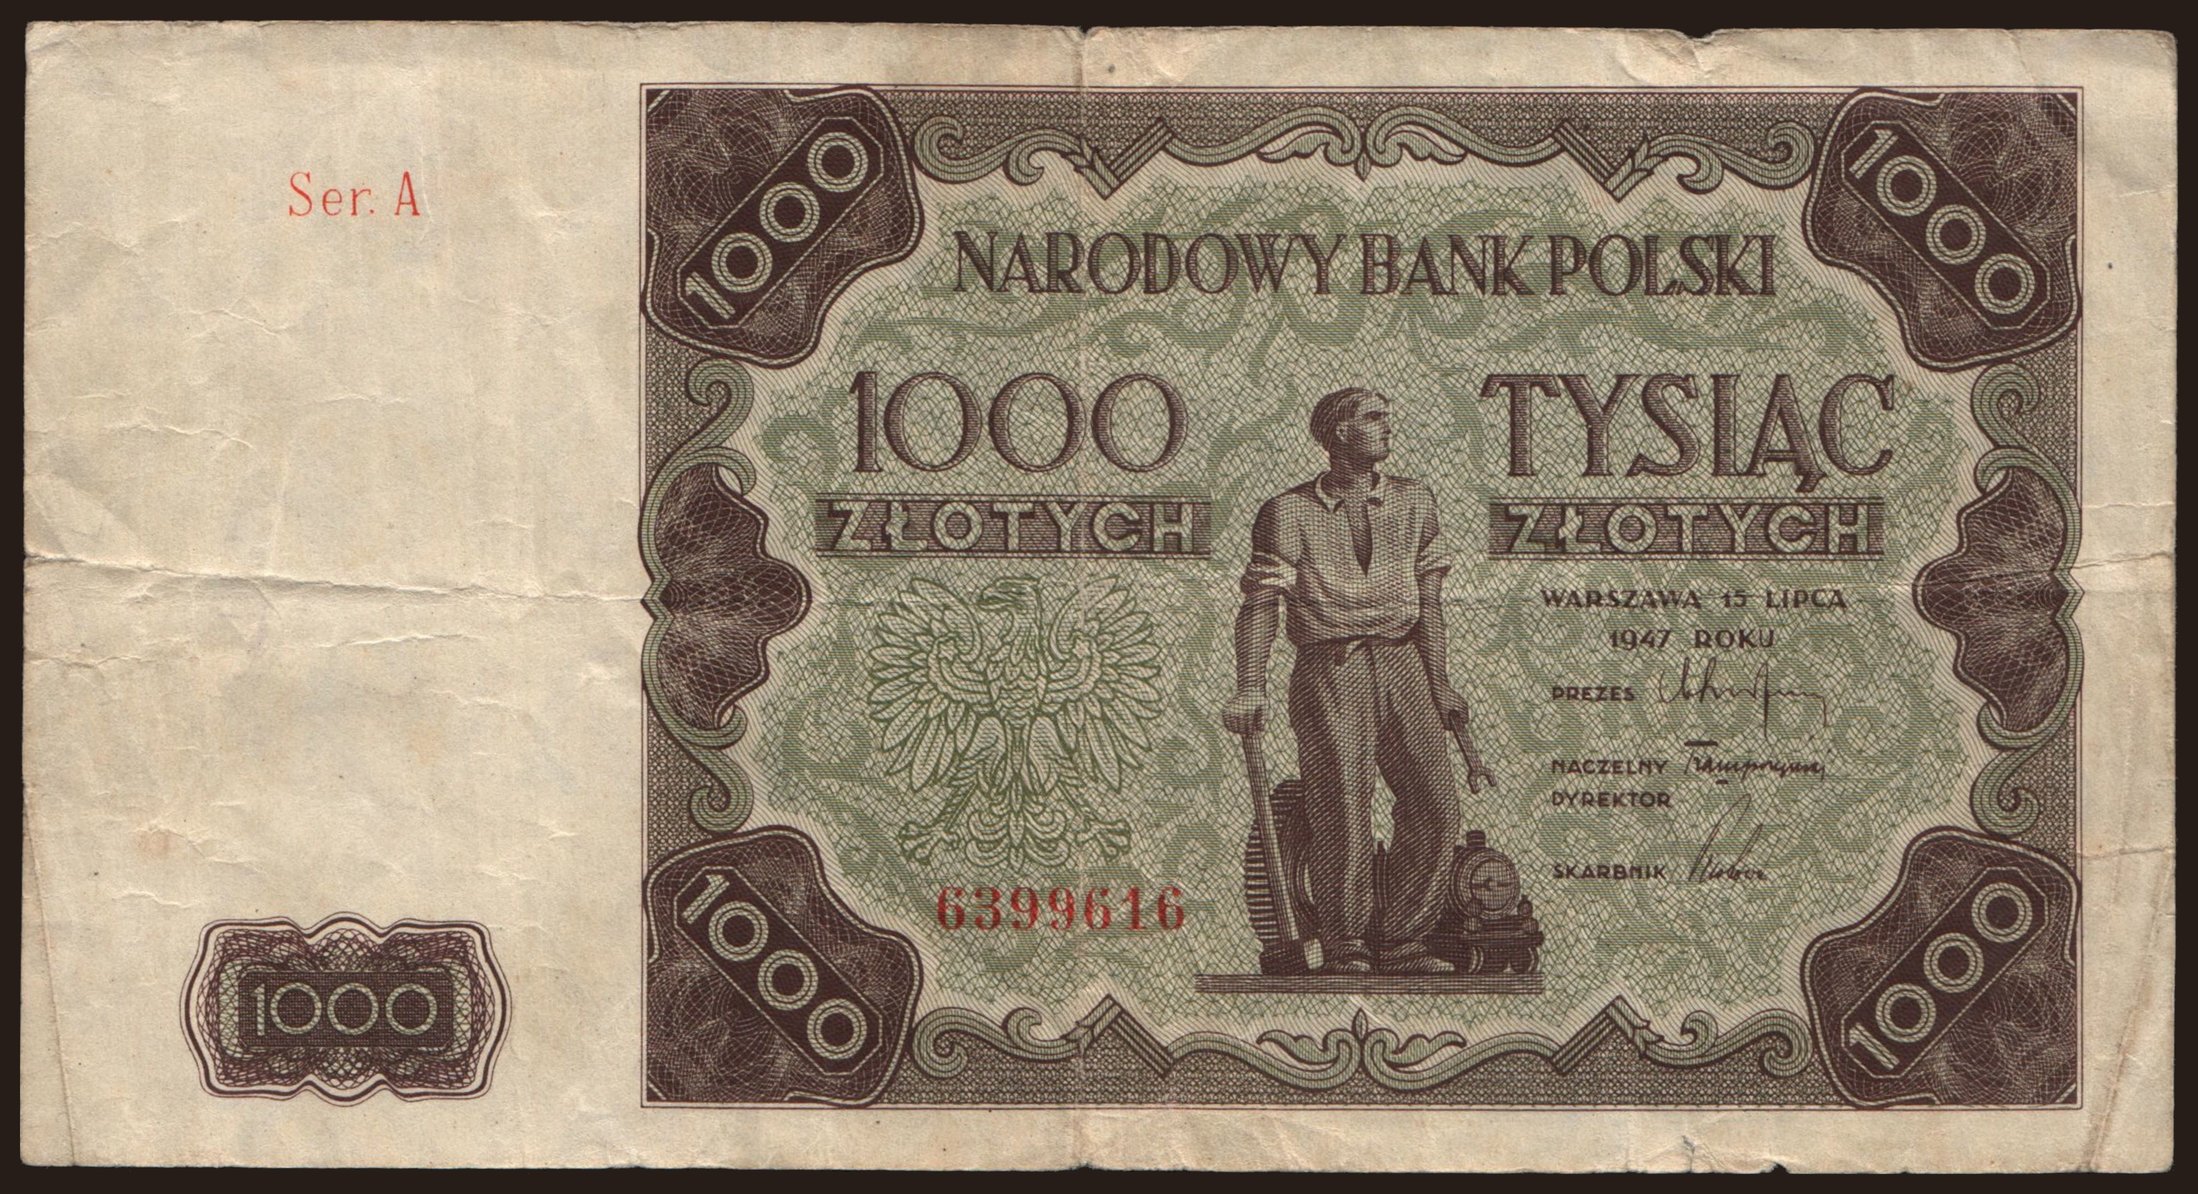 Ser. A
1000
1000
NARODOWY BANK POLSKI
1000 TYSIĄC
ZŁOTYCH ZŁOTYCH
WARSZAWA 15 LIPCA
1947 ROKU
PREZES
NACZELNY
DYREKTOR
SKARBNIK
6399616
1000
1000
1000